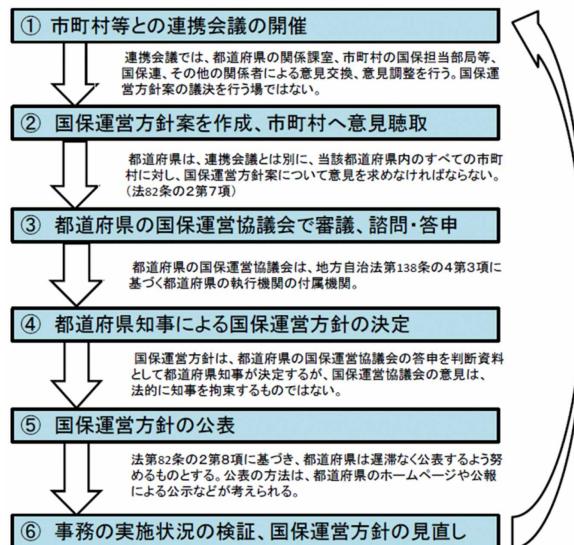 ① 市町村等との連携会議の開催
連携会議では、都道府県の関係課室、市町村の国保担当部局等、
国保連、その他の関係者による意見交換、意見調整を行う。国保運
営方針案の議決を行う場ではない。
② 国保運営方針案を作成、市町村へ意見聴取
都道府県は、連携会議とは別に、当該都道府県内のすべての市町
村に対し、国保運営方針案について意見を求めなければならない。
(法82条の2第7項)
③ 都道府県の国保運営協議会で審議、諮問・答申
都道府県の国保運営協議会は、地方自治法第138条の4第3項に
基づく都道府県の執行機関の付属機関。
④ 都道府県知事による国保運営方針の決定
国保運営方針は、都道府県の国保運営協議会の答申を判断資料
として都道府県知事が決定するが、国保運営協議会の意見は、
法的に知事を拘束するものではない。
⑤ 国保運営方針の公表
法第82条の2第8項に基づき、都道府県は遅滞なく公表するよう努
めるものとする。公表の方法は、都道府県のホームページや公報
による公示などが考えられる。
⑥ 事務の実施状況の検証、国保運営方針の見直し